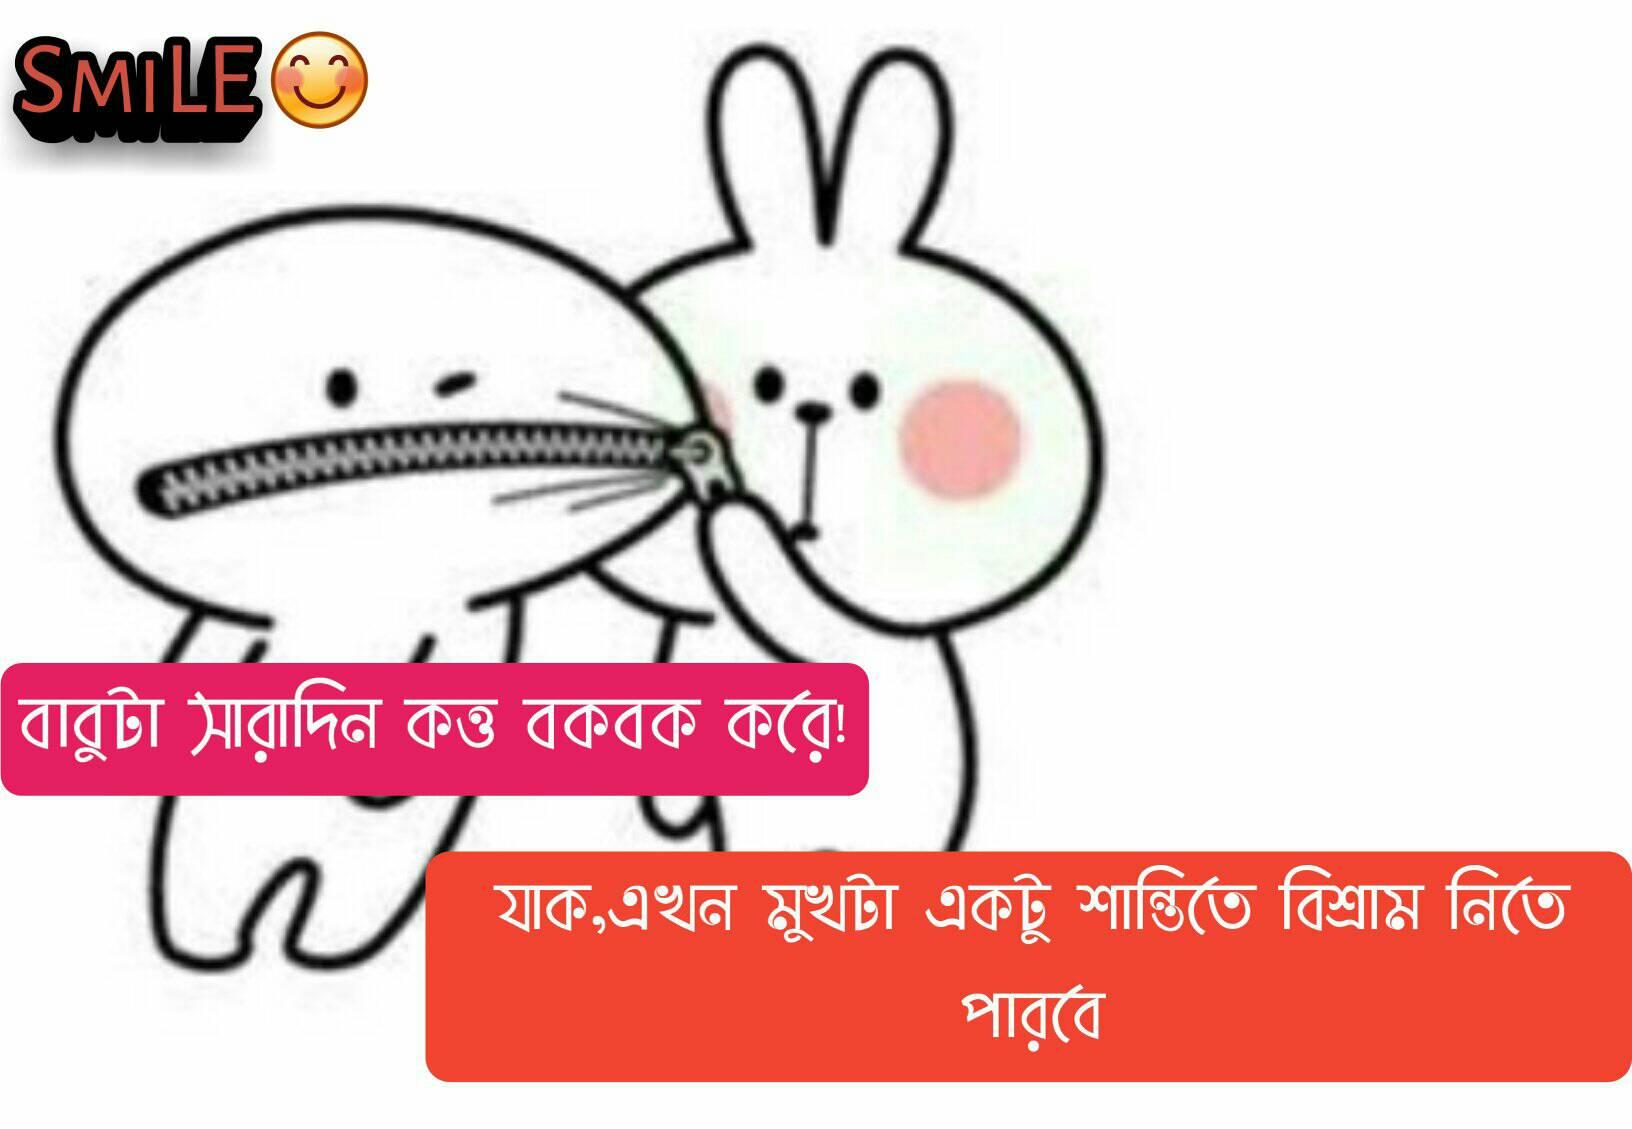 SMILE
বাবুটা সারাদিন কত্ত বকবক করে!
যাক,এখন মুখটা একটু শান্তিতে বিশ্রাম নিতে
পারবে